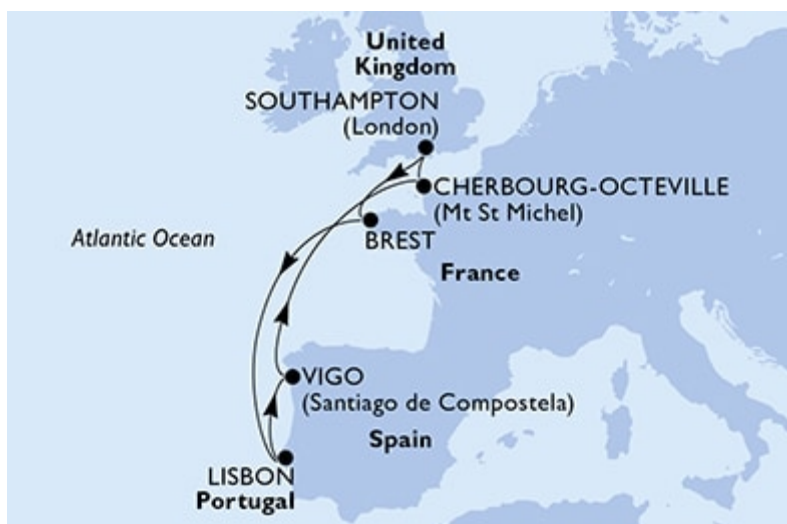 United
Kingdom
SOUTHAMPTON
(London)
CHERBOURG-OCTEVILLE
(Mt St Michel)
BREST
Atlantic Ocean
France
VIGO
(Santiago de Compostela)
Spain
LISBON
Portugal